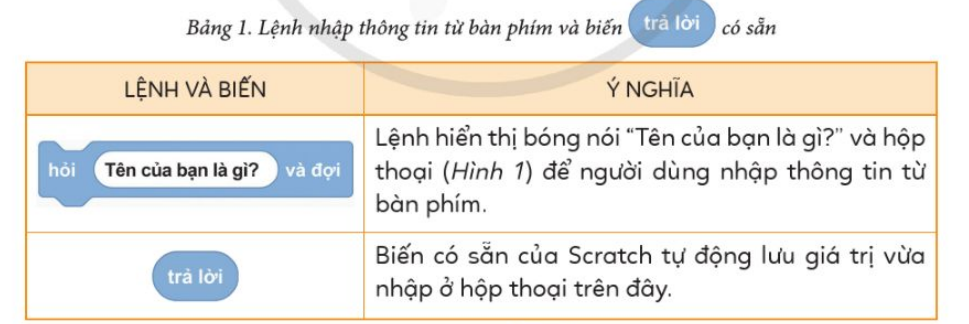 Bảng 1. Lệnh nhập thông tin từ bàn phím và biến trả lời có sẵn
LỆNH VÀ BIẾN
Ý NGHĨA
hỏi Tên của bạn là gì? và đợi
Lệnh hiển thị bóng nói “Tên của bạn là gì?” và hộp
thoại (Hình 1) để người dùng nhập thông tin từ
bàn phím.
trả lời
Biến có sẵn của Scratch tự động lưu giá trị vừa
nhập ở hộp thoại trên đây.